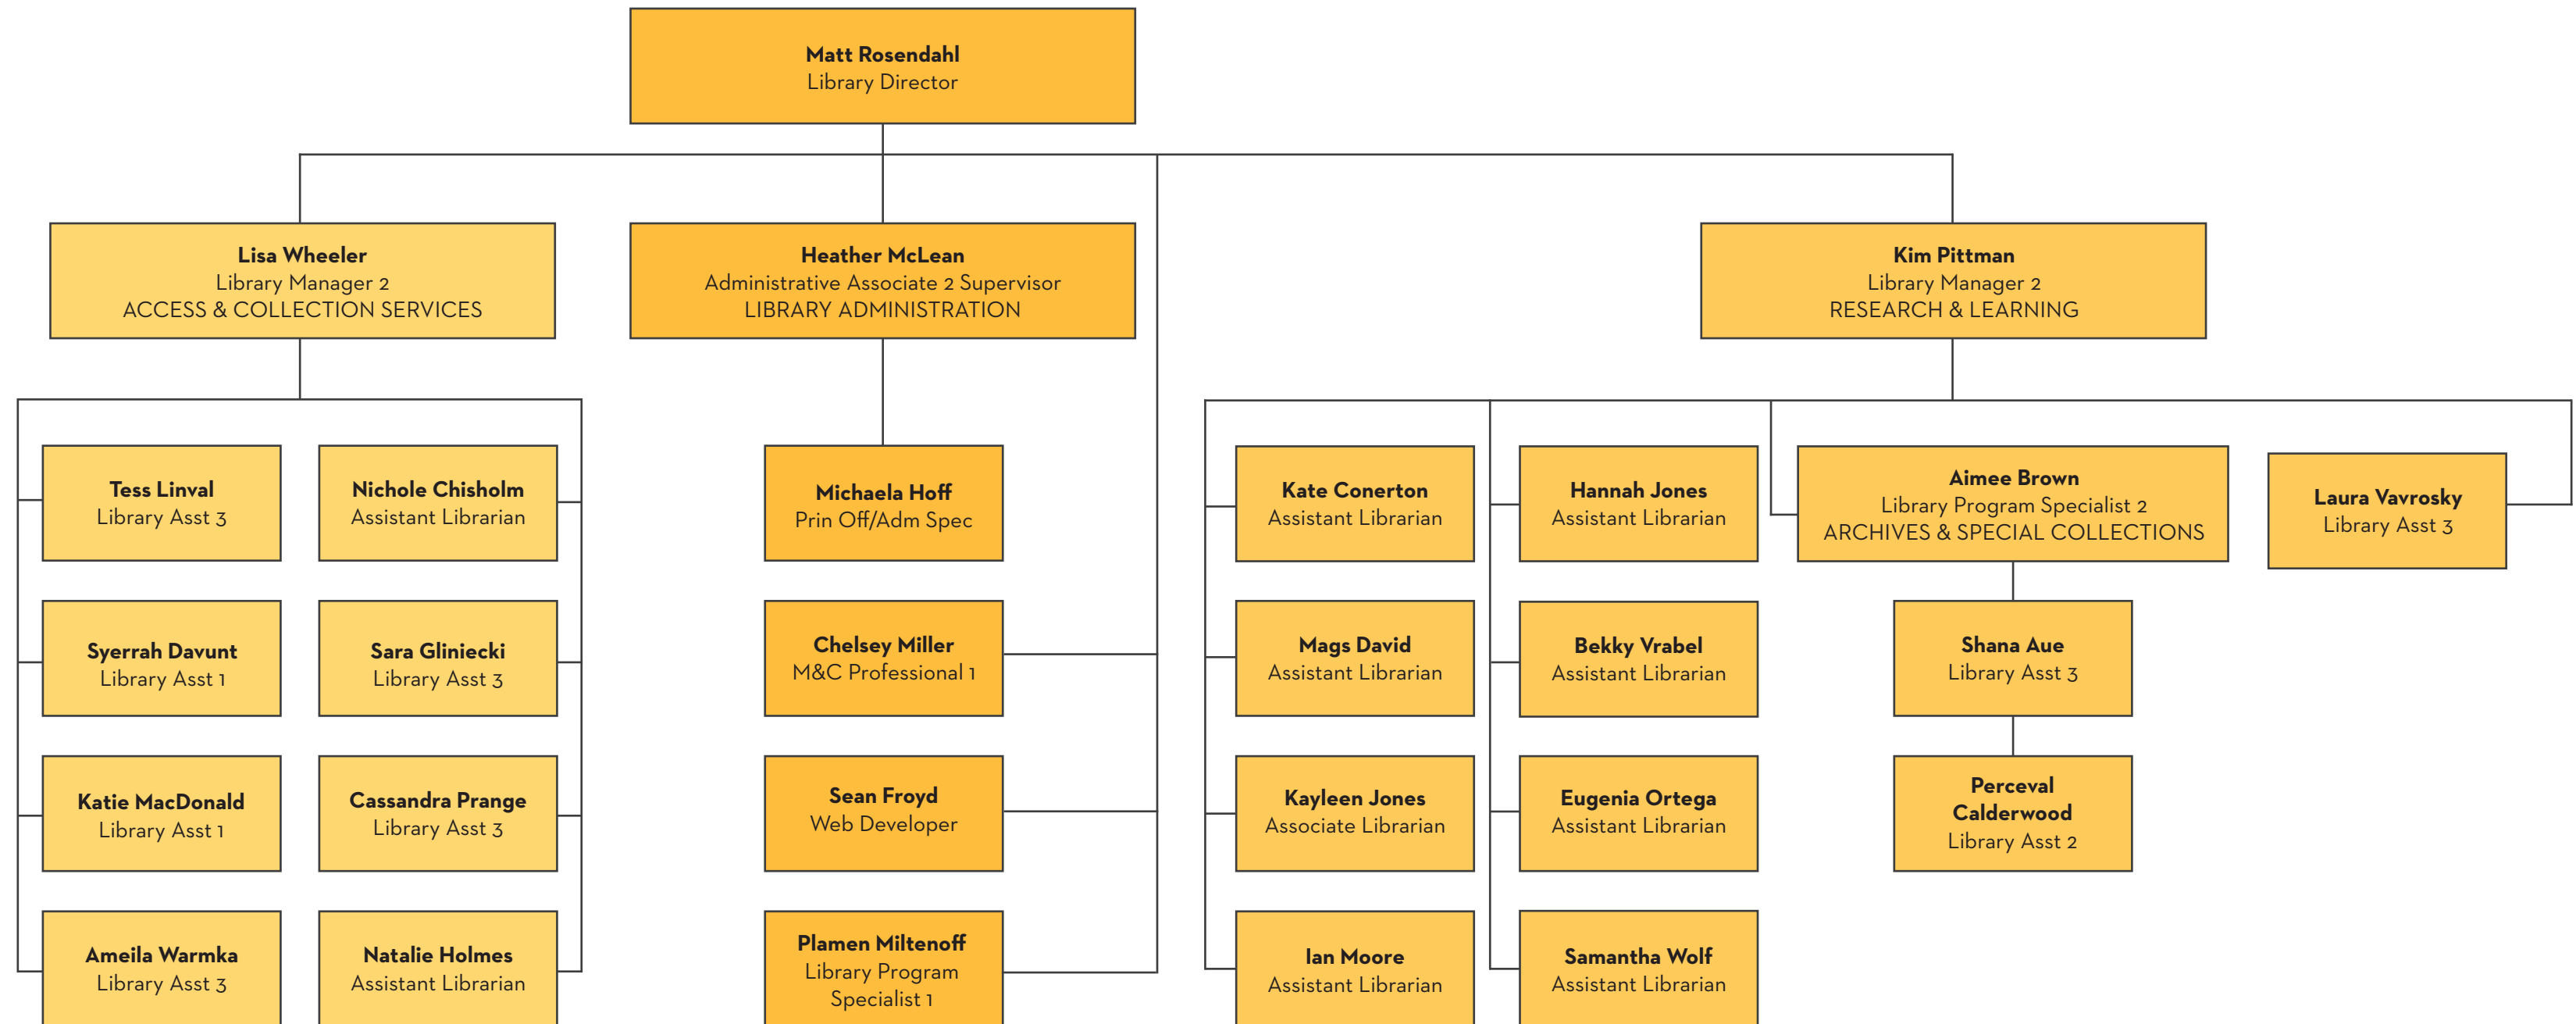 Matt Rosendahl
Library Director
Lisa Wheeler
Library Manager 2
ACCESS & COLLECTION SERVICES
Heather McLean
Administrative Associate 2 Supervisor
LIBRARY ADMINISTRATION
Kim Pittman
Library Manager 2
RESEARCH & LEARNING
Tess Linval
Library Asst 3
Nichole Chisholm
Assistant Librarian
Syerrah Davunt
Library Asst 1
Sara Gliniecki
Library Asst 3
Katie MacDonald
Library Asst 1
Cassandra Prange
Library Asst 3
Ameila Warmka
Library Asst 3
Natalie Holmes
Assistant Librarian
Michaela Hoff
Prin Off/Adm Spec
Chelsey Miller
M&C Professional 1
Sean Froyd
Web Developer
Plamen Miltenoff
Library Program
Specialist 1
Kate Conerton
Assistant Librarian
Mags David
Assistant Librarian
Kayleen Jones
Associate Librarian
Ian Moore
Assistant Librarian
Hannah Jones
Assistant Librarian
Bekky Vrabel
Assistant Librarian
Eugenia Ortega
Assistant Librarian
Samantha Wolf
Assistant Librarian
Aimee Brown
Library Program Specialist 2
ARCHIVES & SPECIAL COLLECTIONS
Shana Aue
Library Asst 3
Perceval
Calderwood
Library Asst 2
Laura Vavrosky
Library Asst 3